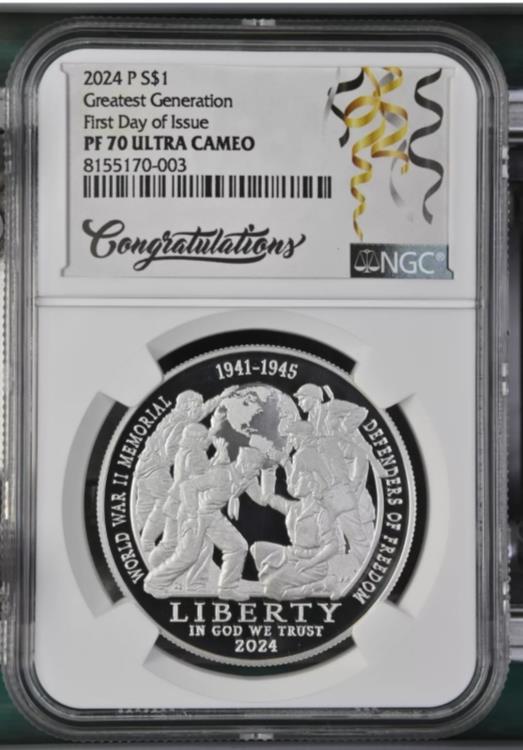 2024 P S$1
Greatest Generation
First Day of Issue
PF 70 ULTRA CAMEO
8155170-003
Congratulations
NGC®
1941-1945
WORLD WAR II MEMORIAL
DEFENDERS OF FREEDOM
LIBERTY
IN GOD WE TRUST
2024